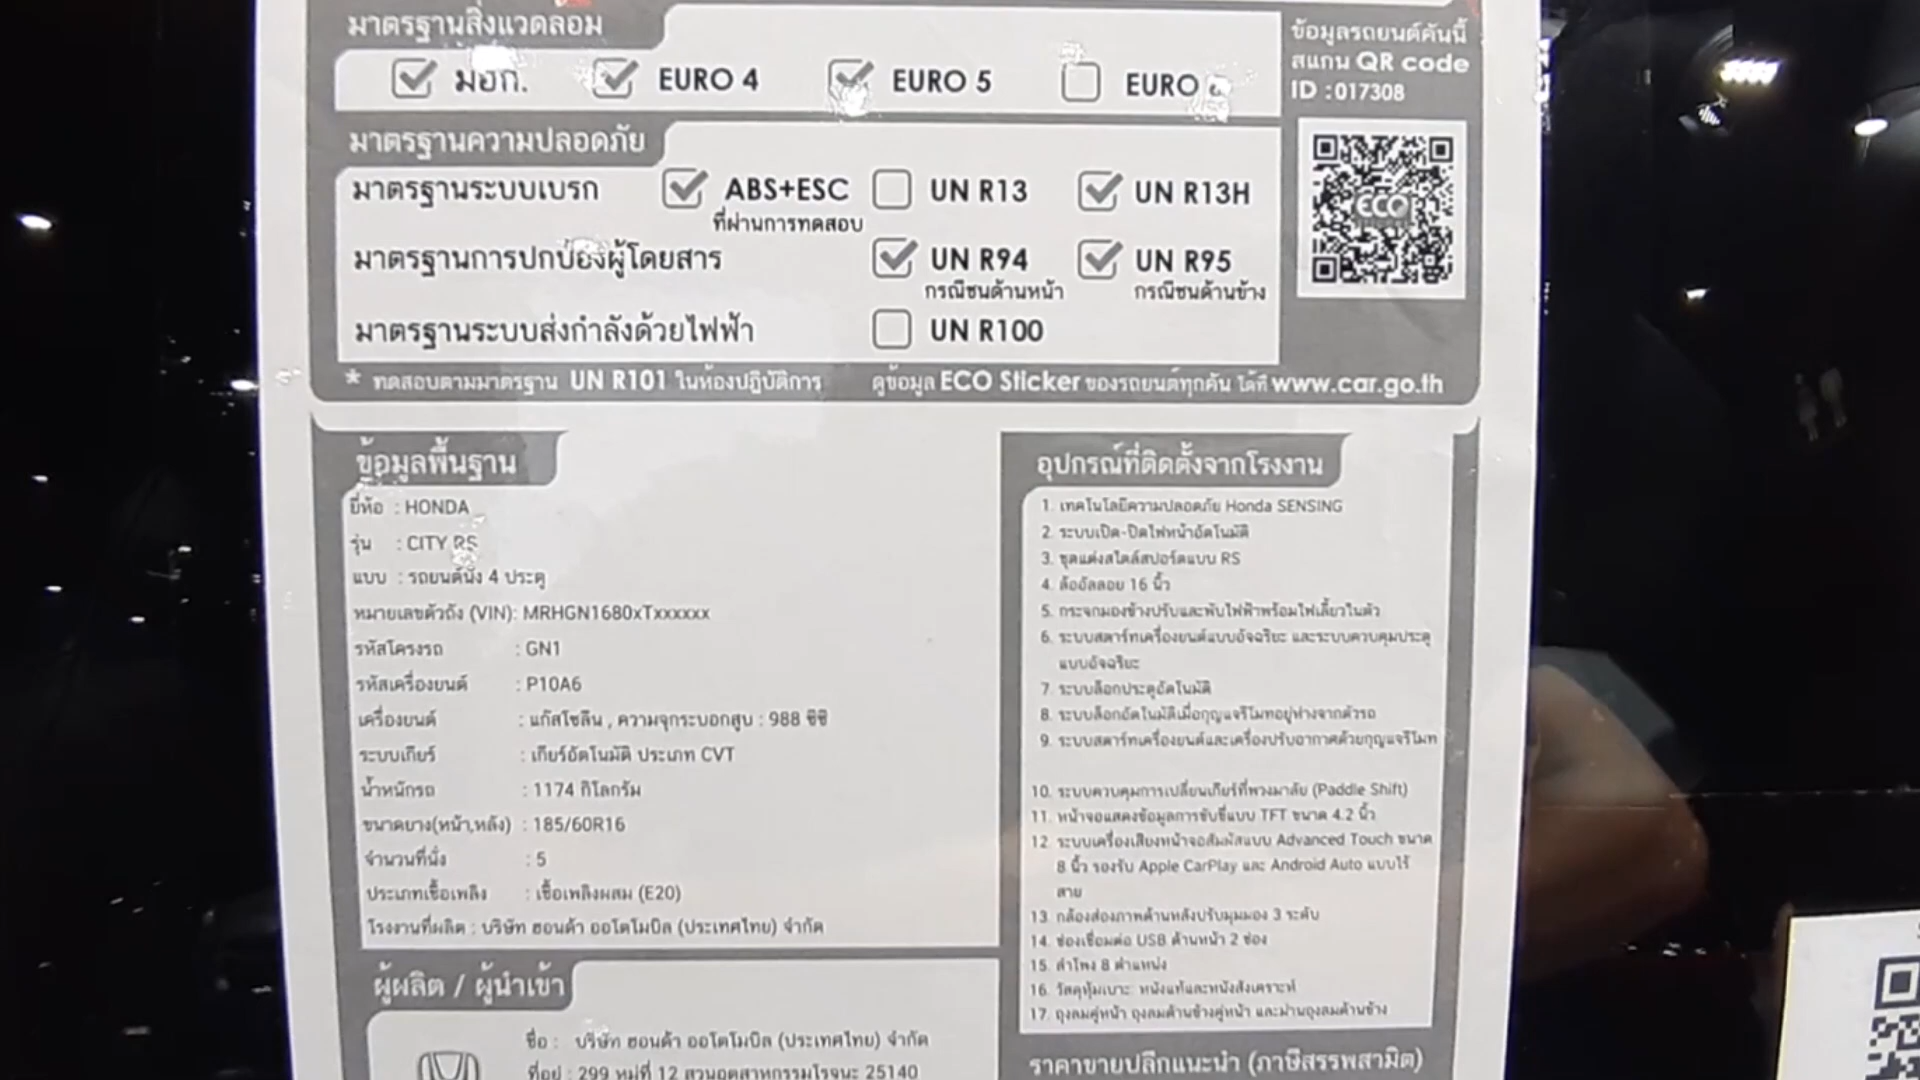 มาตรฐานสิ่งแวดลอม
มอก. EURO 4 EURO 5 EURO
ข้อมูลรถยนต์คันนี้
สแกน QR code
ID :017308
ECO
มาตรฐานความปลอดภัย
มาตรฐานระบบเบรก ABS+ESC UN R13 UN R13H
ที่ผ่านการทดสอบ
มาตรฐานการปกป้องผู้โดยสาร UN R94 UN R95
กรณีชนด้านหน้า กรณีชนด้านข้าง
มาตรฐานระบบส่งกำลังด้วยไฟฟ้า UN R100
* ทดสอบตามมาตรฐาน UN R101 ในห้องปฏิบัติการ ดูข้อมูล ECO Sticker ของรถยนต์ทุกคัน ได้ที่ www.car.go.th
ข้อมูลพื้นฐาน
ยี่ห้อ : HONDA
รุ่น : CITY RS
แบบ : รถยนต์นั่ง 4 ประตู
หมายเลขตัวถัง (VIN): MRHGN1680xTxxxxxx
รหัสโครงรถ : GN1
รหัสเครื่องยนต์ : P10A6
เครื่องยนต์ : แก๊สโซลีน , ความจุกระบอกสูบ : 988 ซีซี
ระบบเกียร์ : เกียร์อัตโนมัติ ประเภท CVT
น้ำหนักรถ : 1174 กิโลกรัม
ขนาดยาง(หน้า,หลัง) : 185/60R16
จำนวนที่นั่ง : 5
ประเภทเชื้อเพลิง : เชื้อเพลิงผสม (E20)
โรงงานที่ผลิต : บริษัท ฮอนด้า ออโตโมบิล (ประเทศไทย) จำกัด
อุปกรณ์ที่ติดตั้งจากโรงงาน
1. เทคโนโลยีความปลอดภัย Honda SENSING
2. ระบบเปิด-ปิดไฟหน้าอัตโนมัติ
3. ชุดแต่งสไตล์สปอร์ตแบบ RS
4. ล้ออัลลอย 16 นิ้ว
5. กระจกมองข้างปรับและพับไฟฟ้าพร้อมไฟเลี้ยวในตัว
6. ระบบสตาร์ทเครื่องยนต์แบบอัจฉริยะ และระบบควบคุมประตู
แบบอัจฉริยะ
7. ระบบล็อกประตูอัตโนมัติ
8. ระบบล็อกอัตโนมัติเมื่อกุญแจรีโมทอยู่ห่างจากตัวรถ
9. ระบบสตาร์ทเครื่องยนต์และเครื่องปรับอากาศด้วยกุญแจรีโมท
10. ระบบควบคุมการเปลี่ยนเกียร์ที่พวงมาลัย (Paddle Shift)
11. หน้าจอแสดงข้อมูลการขับขี่แบบ TFT ขนาด 4.2 นิ้ว
12. ระบบเครื่องเสียงหน้าจอสัมผัสแบบ Advanced Touch ขนาด
8 นิ้ว รองรับ Apple CarPlay และ Android Auto แบบไร้
สาย
13. กล้องส่องภาพด้านหลังปรับมุมมอง 3 ระดับ
14. ช่องเชื่อมต่อ USB ด้านหน้า 2 ช่อง
15. ลำโพง 8 ตำแหน่ง
16. วัสดุหุ้มเบาะ: หนังแท้และหนังสังเคราะห์
17. ถุงลมคู่หน้า ถุงลมด้านข้างคู่หน้า และม่านถุงลมด้านข้าง
ผู้ผลิต / ผู้นำเข้า
ชื่อ : บริษัท ฮอนด้า ออโตโมบิล (ประเทศไทย) จำกัด
ที่อยู่ : 299 หมู่ที่ 12 สวนอุตสาหกรรมโรจนะ 25140
ราคาขายปลีกแนะนำ (ภาษีสรรพสามิต)